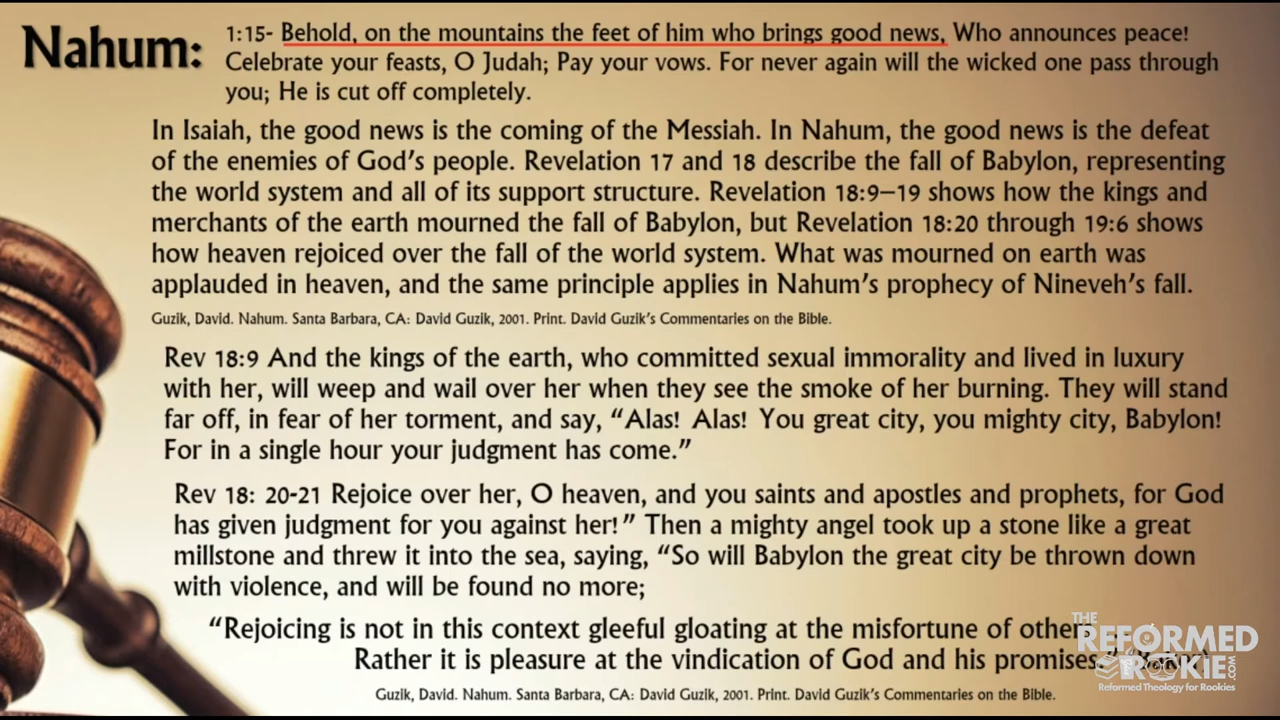 Nahum:
1:15- Behold, on the mountains the feet of him who brings good news, Who announces peace!
Celebrate your feasts, O Judah; Pay your vows. For never again will the wicked one pass through
you; He is cut off completely.
In Isaiah, the good news is the coming of the Messiah. In Nahum, the good news is the defeat
of the enemies of God's people. Revelation 17 and 18 describe the fall of Babylon, representing
the world system and all of its support structure. Revelation 18:9–19 shows how the kings and
merchants of the earth mourned the fall of Babylon, but Revelation 18:20 through 19:6 shows
how heaven rejoiced over the fall of the world system. What was mourned on earth was
applauded in heaven, and the same principle applies in Nahum's prophecy of Nineveh's fall.
Guzik, David. Nahum. Santa Barbara, CA: David Guzik, 2001. Print. David Guzik's Commentaries on the Bible.
Rev 18:9 And the kings of the earth, who committed sexual immorality and lived in luxury
with her, will weep and wail over her when they see the smoke of her burning. They will stand
far off, in fear of her torment, and say, “Alas! Alas! You great city, you mighty city, Babylon!
For in a single hour your judgment has come.”
Rev 18: 20-21 Rejoice over her, O heaven, and you saints and apostles and prophets, for God
has given judgment for you against her!” Then a mighty angel took up a stone like a great
millstone and threw it into the sea, saying, “So will Babylon the great city be thrown down
with violence, and will be found no more;
“Rejoicing is not in this context gleeful gloating at the misfortune of others.
Rather it is pleasure at the vindication of God and his promises.”
Guzik, David. Nahum. Santa Barbara, CA: David Guzik, 2001. Print. David Guzik's Commentaries on the Bible.
THE
REFORMED
ROOKIE.COM
Reformed Theology for Rookies